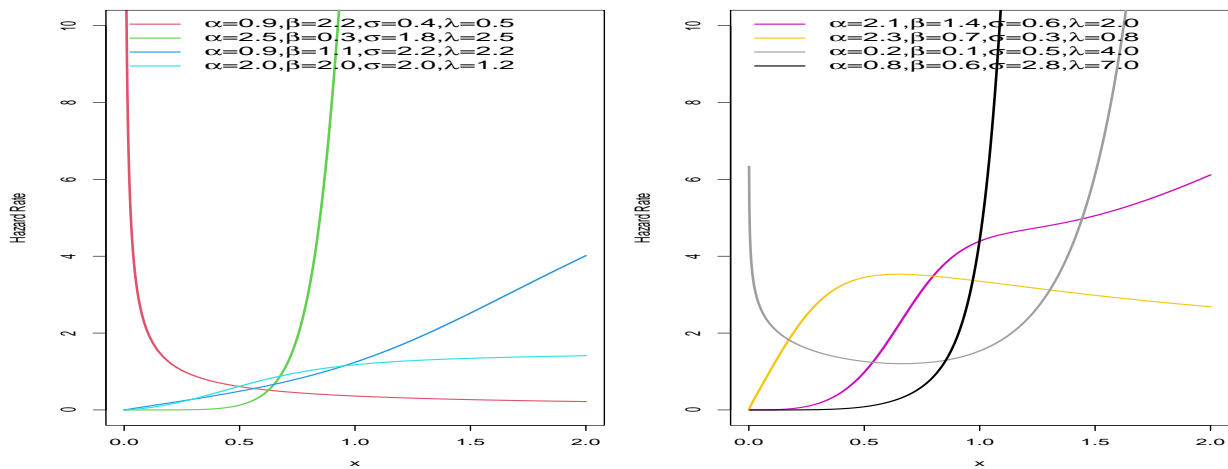 α=0.9,β=2.2,σ=0.4,λ=0.5
α=2.5,β=0.3,σ=1.8,λ=2.5
α=0.9,β=1.1,σ=2.2,λ=2.2
α=2.0,β=2.0,σ=2.0,λ=1.2
Hazard Rate
10
8
6
4
2
0
0.0 0.5 1.0 1.5 2.0
x
α=2.1,β=1.4,σ=0.6,λ=2.0
α=2.3,β=0.7,σ=0.3,λ=0.8
α=0.2,β=0.1,σ=0.5,λ=4.0
α=0.8,β=0.6,σ=2.8,λ=7.0
Hazard Rate
10
8
6
4
2
0
0.0 0.5 1.0 1.5 2.0
x